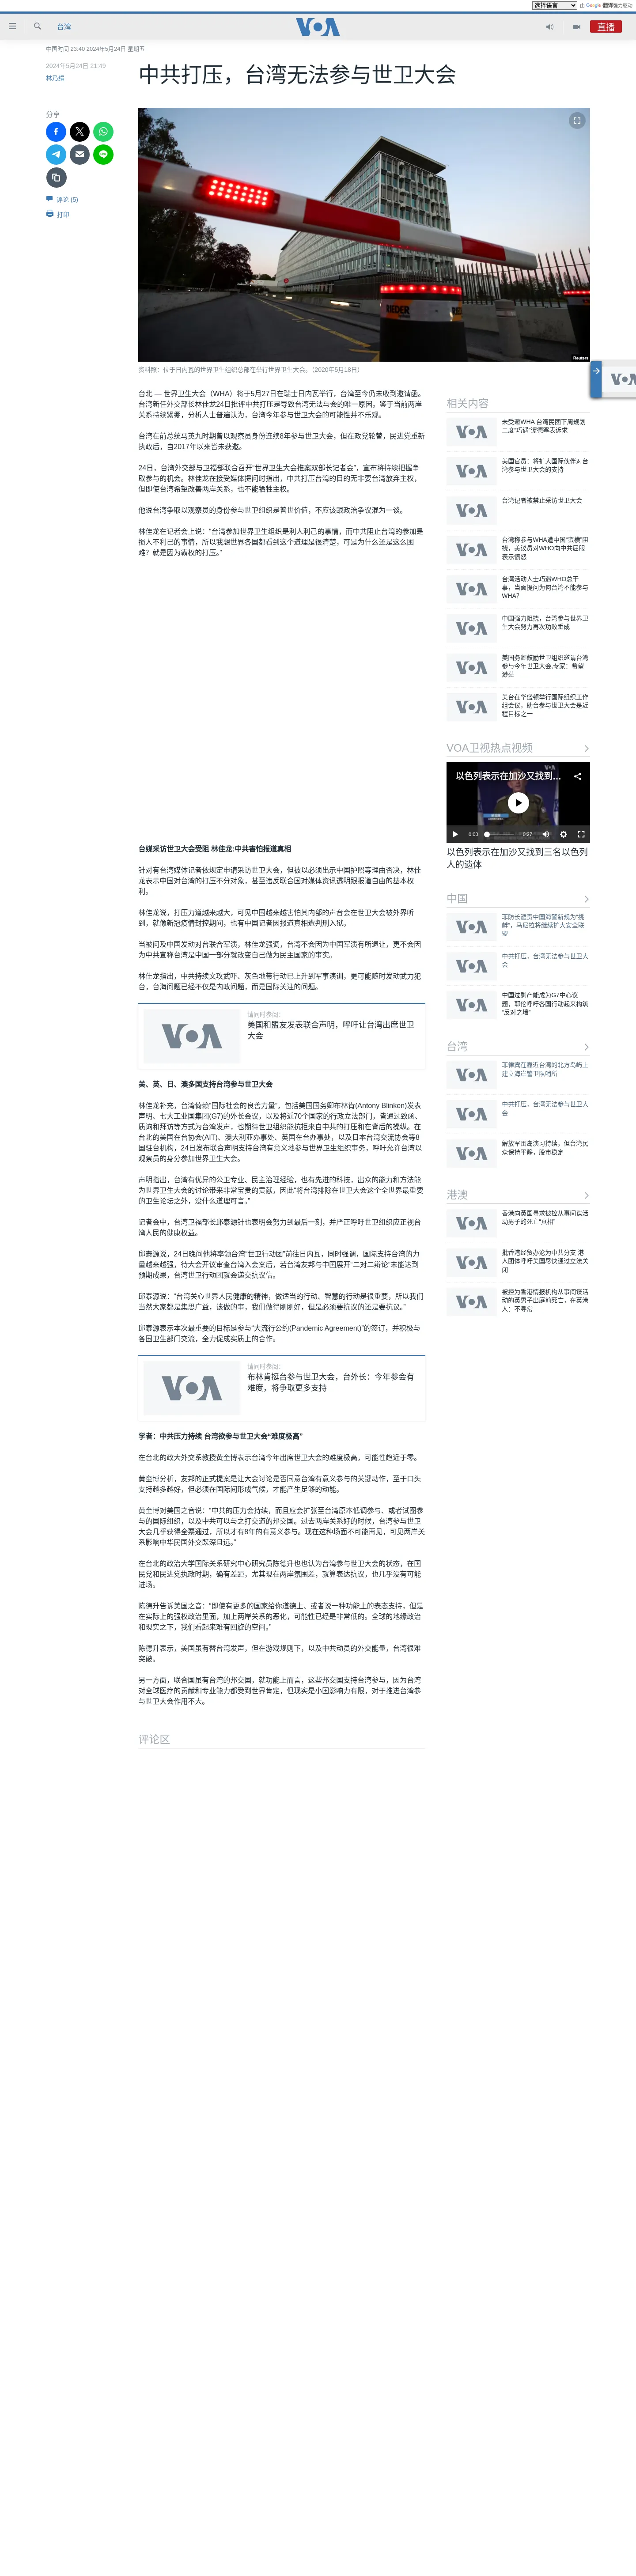 选择语言 由 Google 翻译强力驱动
台湾
VOA
直播
中国时间 23:40 2024年5月24日 星期五
2024年5月24日 21:49
林乃绢
中共打压，台湾无法参与世卫大会
分享
评论 (5)
打印
RIEDER
Reuters
资料照：位于日内瓦的世界卫生组织总部在举行世界卫生大会。（2020年5月18日）
台北 — 世界卫生大会（WHA）将于5月27日在瑞士日内瓦举行，台湾至今仍未收到邀请函。
台湾新任外交部长林佳龙24日批评中共打压是导致台湾无法与会的唯一原因。鉴于当前两岸
关系持续紧绷，分析人士普遍认为，台湾今年参与世卫大会的可能性并不乐观。
台湾在前总统马英九时期曾以观察员身份连续8年参与世卫大会，但在政党轮替，民进党重新
执政后，自2017年以来皆未获邀。
24日，台湾外交部与卫福部联合召开“世界卫生大会推案双部长记者会”，宣布将持续把握争
取参与的机会。林佳龙在接受媒体提问时指出，中共打压台湾的目的无非要台湾放弃主权，
但即使台湾希望改善两岸关系，也不能牺牲主权。
他说台湾争取以观察员的身份参与世卫组织是普世价值，不应该跟政治争议混为一谈。
林佳龙在记者会上说：“台湾参加世界卫生组织是利人利己的事情，而中共阻止台湾的参加是
损人不利己的事情，所以我想世界各国都看到这个道理是很清楚，可是为什么还是这么困
难？就是因为霸权的打压。”
台媒采访世卫大会受阻 林佳龙:中共害怕报道真相
针对有台湾媒体记者依规定申请采访世卫大会，但被以必须出示中国护照等理由否决，林佳
龙表示中国对台湾的打压不分对象，甚至违反联合国对媒体资讯透明跟报道自由的基本权
利。
林佳龙说，打压力道越来越大，可见中国越来越害怕其内部的声音会在世卫大会被外界听
到，就像新冠疫情封控期间，也有中国记者因报道真相遭判刑入狱。
当被问及中国发动对台联合军演，林佳龙强调，台湾不会因为中国军演有所退让，更不会因
为中共宣称台湾是中国一部分就改变自己做为民主国家的事实。
林佳龙指出，中共持续文攻武吓、灰色地带行动已上升到军事演训，更可能随时发动武力犯
台，台海问题已经不仅是内政问题，而是国际关注的问题。
VOA
请同时参阅：
美国和盟友发表联合声明，呼吁让台湾出席世卫
大会
美、英、日、澳多国支持台湾参与世卫大会
林佳龙补充，台湾倚赖“国际社会的良善力量”，包括美国国务卿布林肯(Antony Blinken)发表
声明、七大工业国集团(G7)的外长会议，以及将近70个国家的行政立法部门，皆通过致函、
质询和拜访等方式为台湾发声，也期待世卫组织能抗拒来自中共的打压和在背后的操纵。在
台北的美国在台协会(AIT)、澳大利亚办事处、英国在台办事处，以及日本台湾交流协会等8
国驻台机构，24日发布联合声明支持台湾有意义地参与世界卫生组织事务，呼吁允许台湾以
观察员的身分参加世界卫生大会。
声明指出，台湾有优异的公卫专业、民主治理经验，也有先进的科技，出众的能力和方法能
为世界卫生大会的讨论带来非常宝贵的贡献，因此“将台湾排除在世卫大会这个全世界最重要
的卫生论坛之外，没什么道理可言。”
记者会中，台湾卫福部长邱泰源针也表明会努力到最后一刻，并严正呼吁世卫组织应正视台
湾人民的健康权益。
邱泰源说，24日晚间他将率领台湾“世卫行动团”前往日内瓦，同时强调，国际支持台湾的力
量越来越强，待大会开议审查台湾入会案后，若台湾友邦与中国展开“二对二辩论”未能达到
预期成果，台湾世卫行动团就会递交抗议信。
邱泰源说：“台湾关心世界人民健康的精神，做适当的行动、智慧的行动是很重要，所以我们
当然大家都是集思广益，该做的事，我们做得刚刚好，但是必须要抗议的还是要抗议。”
邱泰源表示本次最重要的目标是参与“大流行公约(Pandemic Agreement)”的签订，并积极与
各国卫生部门交流，全力促成实质上的合作。
VOA
请同时参阅：
布林肯挺台参与世卫大会，台外长：今年参会有
难度，将争取更多支持
学者：中共压力持续 台湾欲参与世卫大会“难度极高”
在台北的政大外交系教授黄奎博表示台湾今年出席世卫大会的难度极高，可能性趋近于零。
黄奎博分析，友邦的正式提案是让大会讨论是否同意台湾有意义参与的关键动作，至于口头
支持越多越好，但必须在国际间形成气候，才能产生足够的动能。
黄奎博对美国之音说：“中共的压力会持续，而且应会扩张至台湾原本低调参与、或者试图参
与的国际组织，以及中共可以与之打交道的邦交国。过去两岸关系好的时候，台湾参与世卫
大会几乎获得全票通过，所以才有8年的有意义参与。现在这种场面不可能再见，可见两岸关
系影响中华民国外交既深且远。”
在台北的政治大学国际关系研究中心研究员陈德升也也认为台湾参与世卫大会的状态，在国
民党和民进党执政时期，确有差距，尤其现在两岸氛围差，就算表达抗议，也几乎没有可能
进场。
陈德升告诉美国之音：“即使有更多的国家给你道德上、或者说一种功能上的表态支持，但是
在实际上的强权政治里面，加上两岸关系的恶化，可能性已经是非常低的。全球的地缘政治
和现实之下，我们看起来难有回旋的空间。”
陈德升表示，美国虽有替台湾发声，但在游戏规则下，以及中共动员的外交能量，台湾很难
突破。
另一方面，联合国虽有台湾的邦交国，就功能上而言，这些邦交国支持台湾参与，因为台湾
对全球医疗的贡献和专业能力都受到世界肯定，但现实是小国影响力有限，对于推进台湾参
与世卫大会作用不大。
评论区
相关内容
未受邀WHA 台湾民团下周规划
二度“巧遇”谭德塞表诉求
美国官员：将扩大国际伙伴对台
湾参与世卫大会的支持
台湾记者被禁止采访世卫大会
台湾称参与WHA遭中国“蛮横”阻
挠，美议员对WHO向中共屈服
表示愤怒
台湾活动人士巧遇WHO总干
事，当面提问为何台湾不能参与
WHA?
中国强力阻挠，台湾参与世界卫
生大会努力再次功败垂成
美国务卿鼓励世卫组织邀请台湾
参与今年世卫大会,专家：希望
渺茫
美台在华盛顿举行国际组织工作
组会议，助台参与世卫大会是近
程目标之一
VOA卫视热点视频
以色列表示在加沙又找到...
0:00 0:27
以色列表示在加沙又找到三名以色列
人的遗体
中国
菲防长谴责中国海警新规为“挑
衅”，马尼拉将继续扩大安全联
盟
中共打压，台湾无法参与世卫大
会
中国过剩产能成为G7中心议
题，耶伦呼吁各国行动起来构筑
“反对之墙”
台湾
菲律宾在靠近台湾的北方岛屿上
建立海岸警卫队哨所
中共打压，台湾无法参与世卫大
会
解放军围岛演习持续，但台湾民
众保持平静，股市稳定
港澳
香港向英国寻求被控从事间谍活
动男子的死亡“真相”
批香港经贸办沦为中共分支 港
人团体呼吁美国尽快通过立法关
闭
被控为香港情报机构从事间谍活
动的英男子出庭前死亡，在英港
人：不寻常